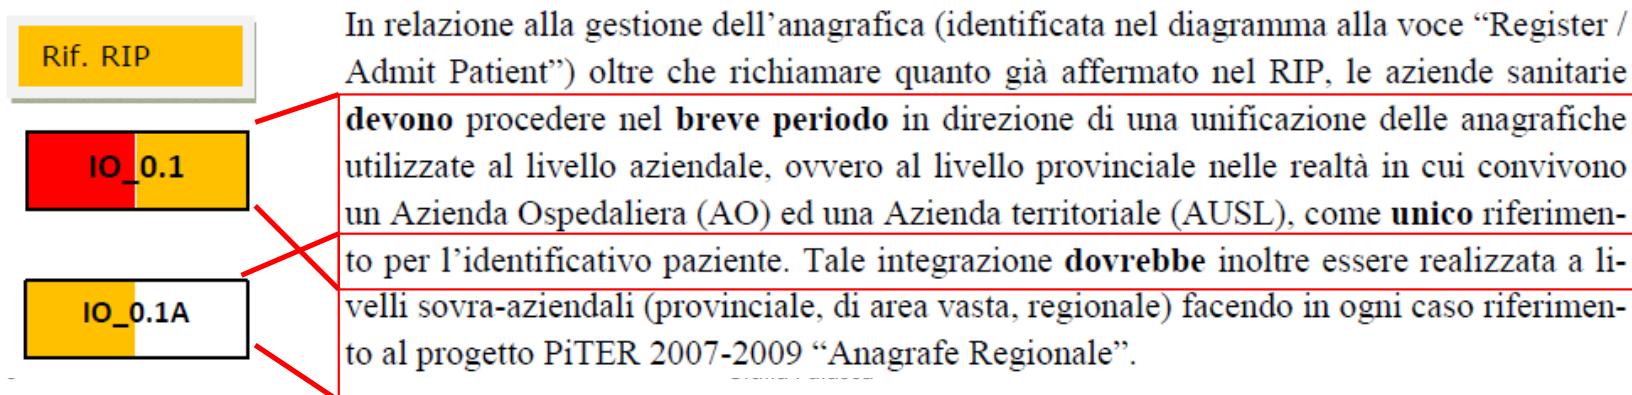 Rif. RIP
IO_0.1
IO_0.1A
In relazione alla gestione dell’anagrafica (identificata nel diagramma alla voce “Register /
Admit Patient”) oltre che richiamare quanto già affermato nel RIP, le aziende sanitarie
devono procedere nel breve periodo in direzione di una unificazione delle anagrafiche
utilizzate al livello aziendale, ovvero al livello provinciale nelle realtà in cui convivono
un Azienda Ospedaliera (AO) ed una Azienda territoriale (AUSL), come unico riferimen-
to per l’identificativo paziente. Tale integrazione dovrebbe inoltre essere realizzata a li-
velli sovra-aziendali (provinciale, di area vasta, regionale) facendo in ogni caso riferimen-
to al progetto PiTER 2007-2009 “Anagrafe Regionale”.